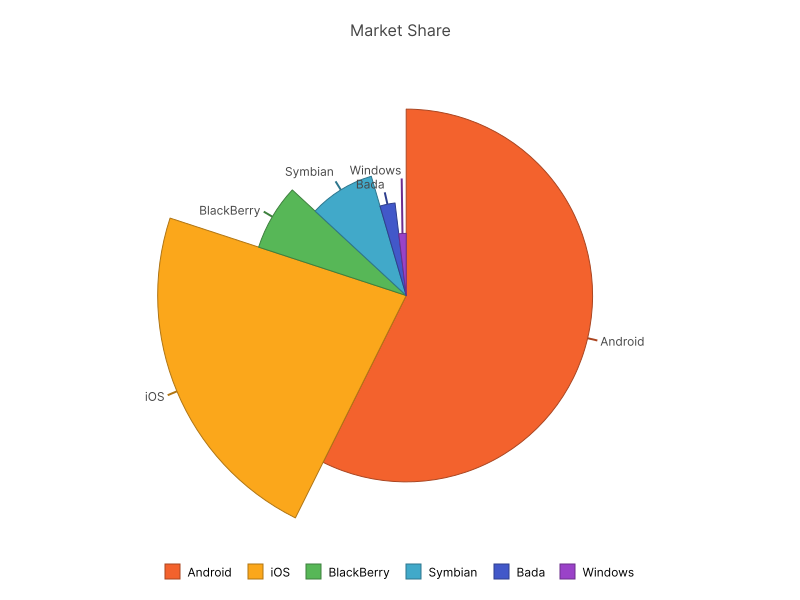 Market Share
Windows
Symbian
Bada
BlackBerry
Android
iOS
Android iOS BlackBerry Symbian Bada Windows